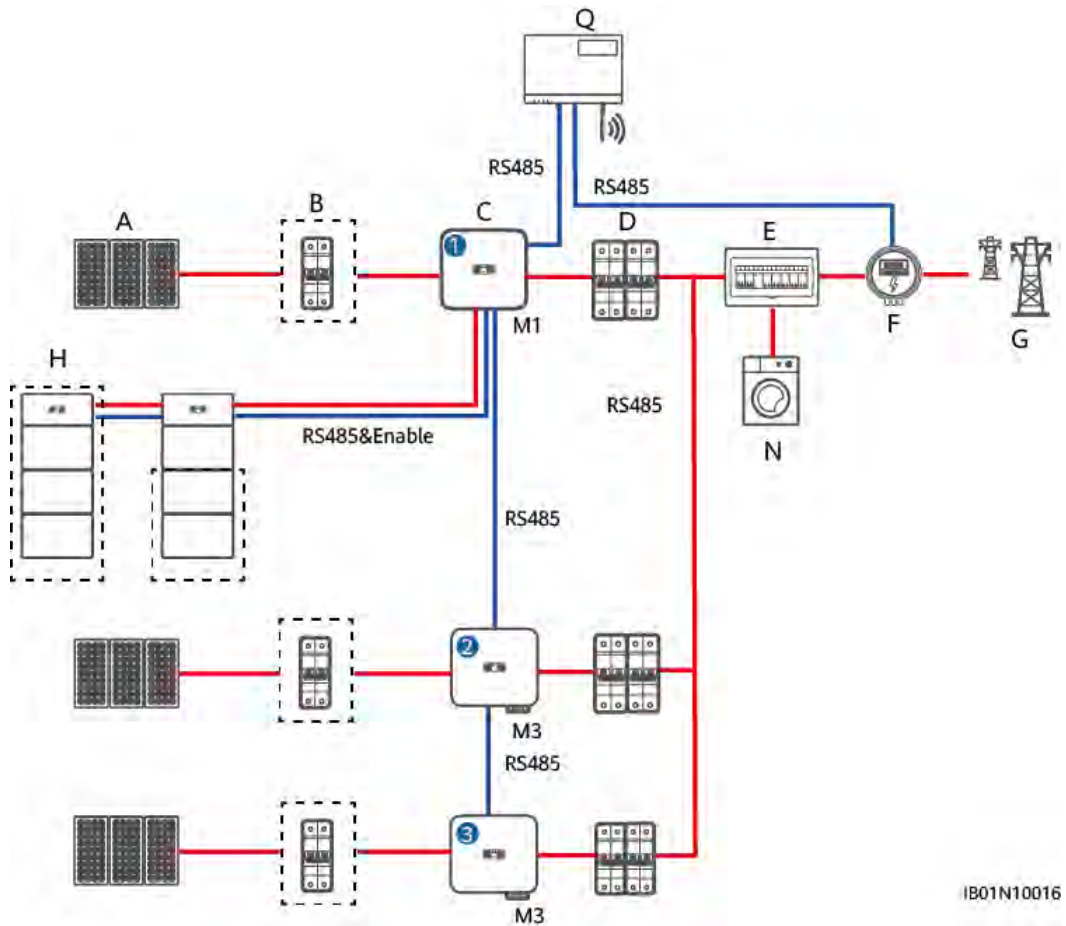 Q
RS485
RS485
A
B
C
D
E
1
M1
F
G
H
RS485&Enable
RS485
N
RS485
2
M3
RS485
3
M3
IB01N10016